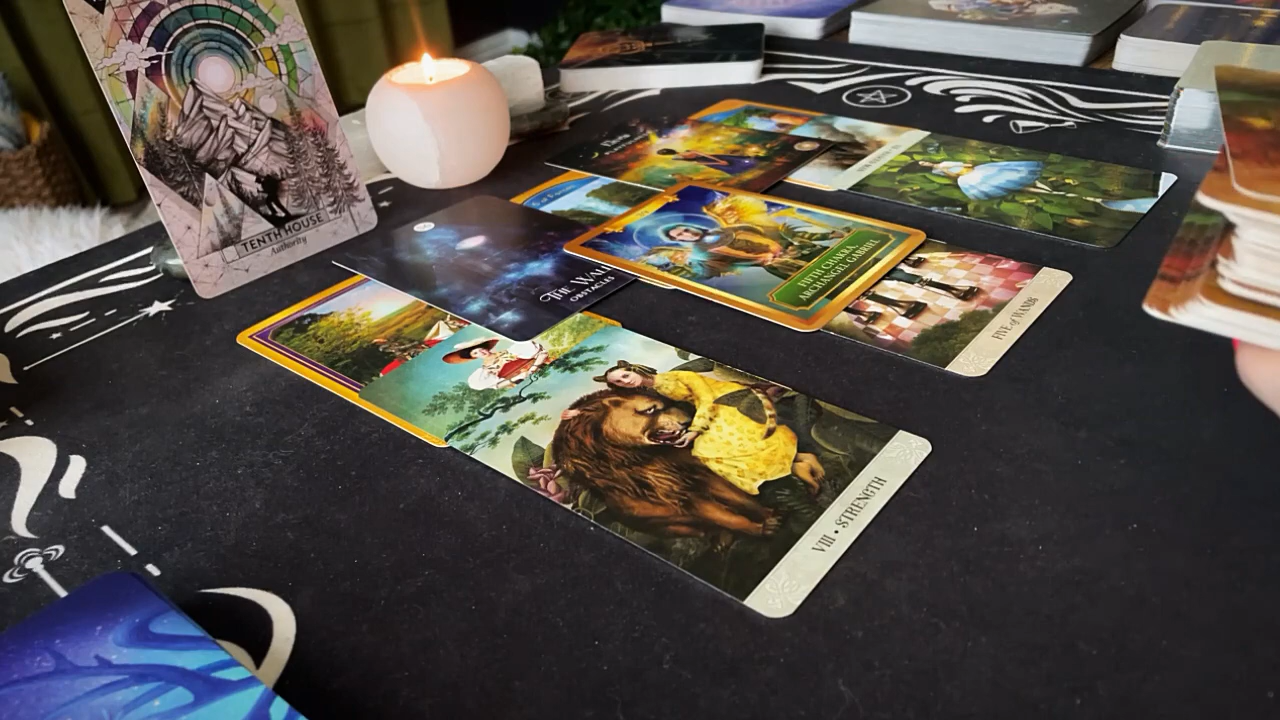 TENTH HOUSE
Authority
THE WALL
OBSTACLES
FIFTH CHAKRA,
ARCHANGEL GABRIEL
FIVE of WANDS
VIII • STRENGTH